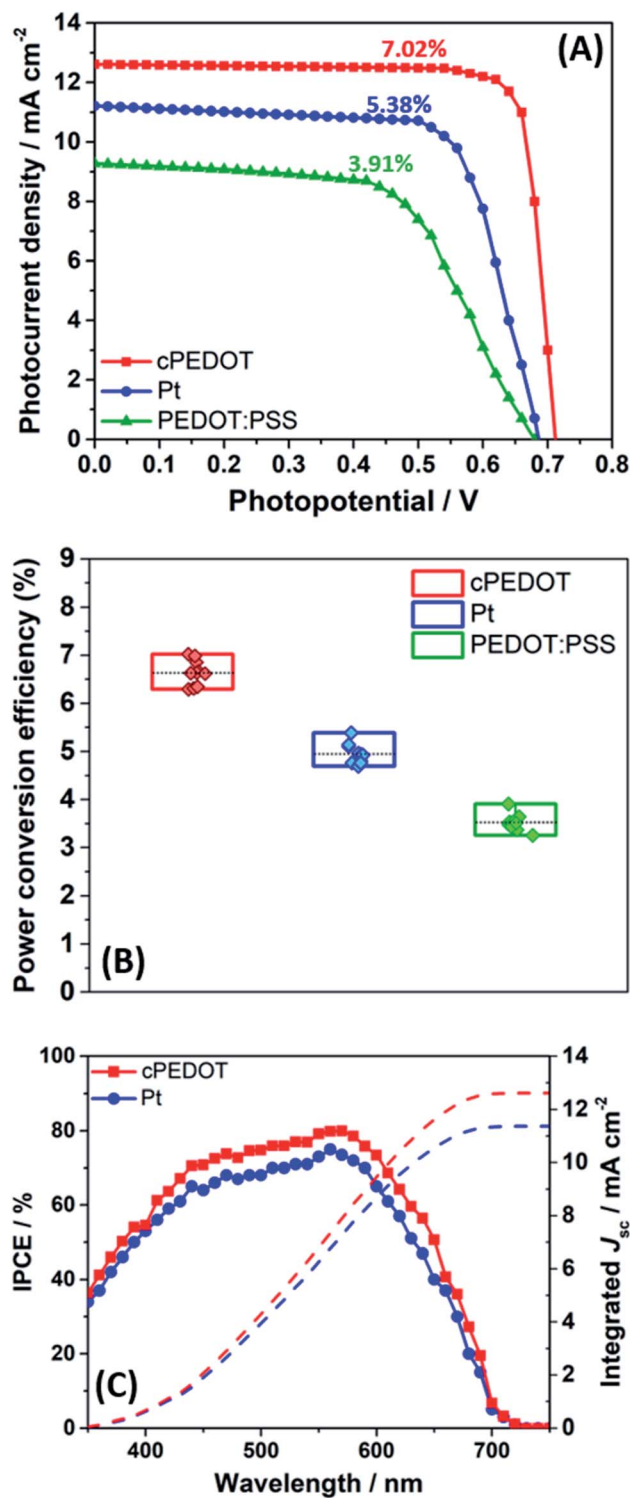 14
12
10
8
6
4
2
0
Photocurrent density / mA cm-2
(A)
7.02%
5.38%
3.91%
cPEDOT
Pt
PEDOT:PSS
0.0 0.1 0.2 0.3 0.4 0.5 0.6 0.7 0.8
Photopotential / V
9
8
7
6
5
4
3
2
1
0
Power conversion efficiency (%)
cPEDOT
Pt
PEDOT:PSS
(B)
100
80
60
40
20
0
IPCE / %
cPEDOT
Pt
(C)
14
12
10
8
6
4
2
0
Integrated Jsc / mA cm-2
400 500 600 700
Wavelength / nm